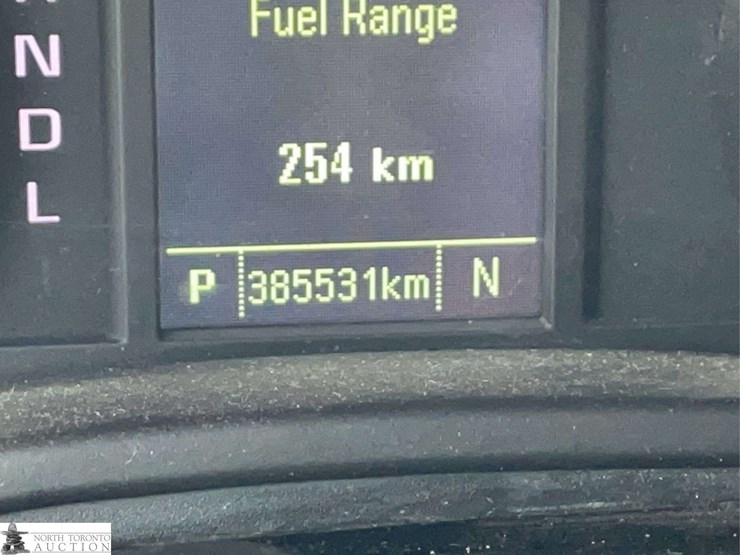 Fuel Range
N
D
254 km
L
P 385531km N
NORTH TORONTO
AUCTION